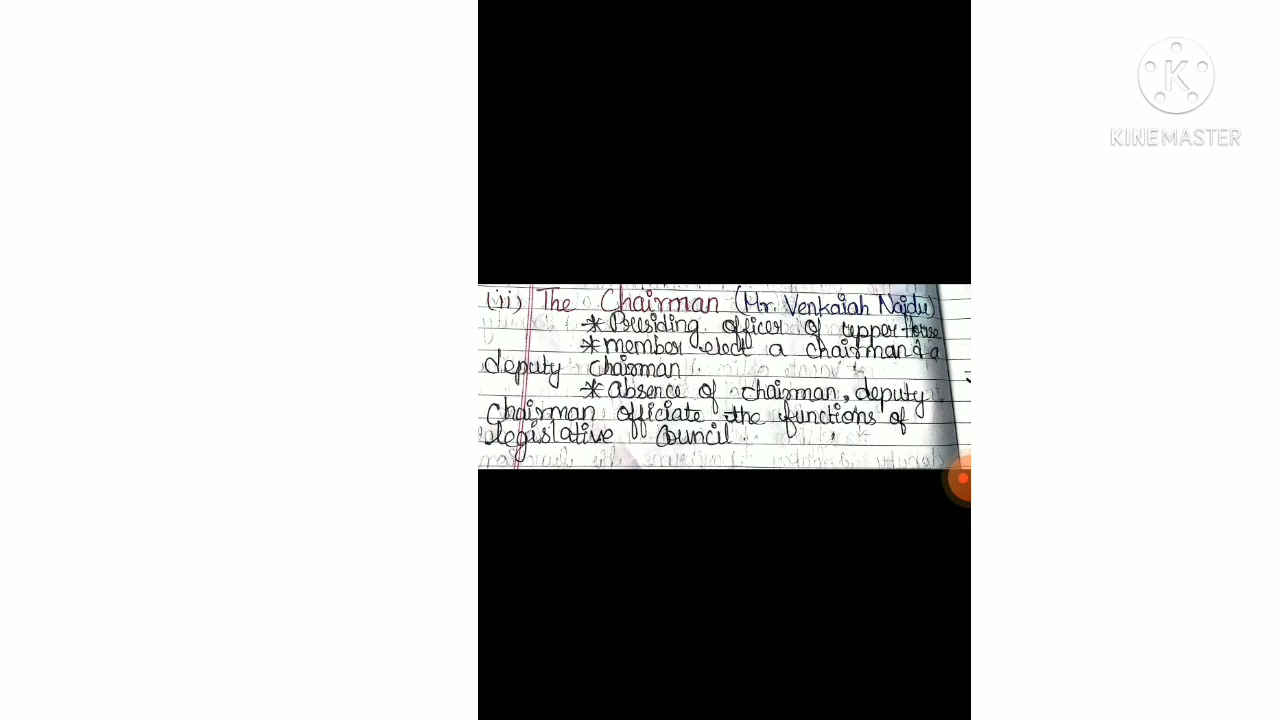 KINEMASTER
(ii) The Chairman (Mr. Venkaiah Naidu)
* Presiding officer of upper House
* member elect a chairman & a
deputy chairman
* absence of chairman, deputy
Chairman officiate the functions of
legislative Council